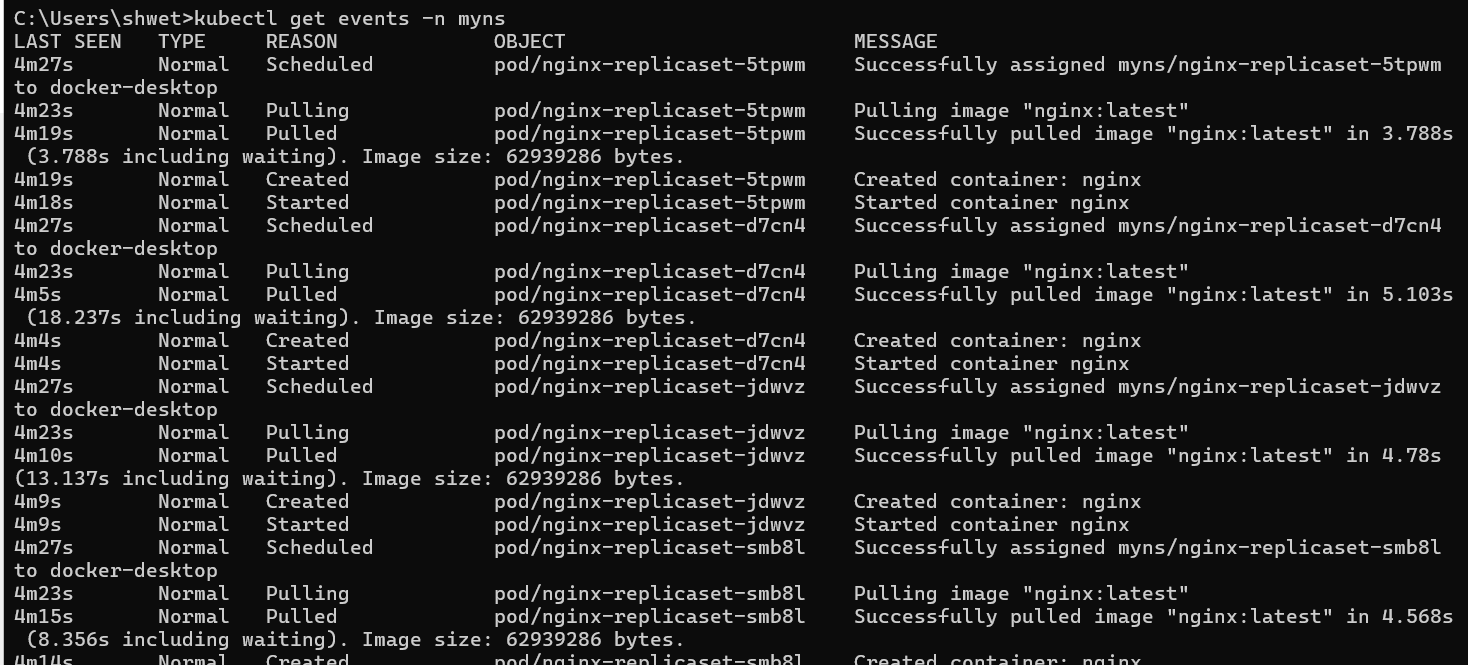 C:\Users\shwet>kubectl get events -n myns
LAST SEEN   TYPE     REASON             OBJECT                        MESSAGE
4m27s       Normal   Scheduled          pod/nginx-replicaset-5tpwm    Successfully assigned myns/nginx-replicaset-5tpwm
to docker-desktop
4m23s       Normal   Pulling            pod/nginx-replicaset-5tpwm    Pulling image "nginx:latest"
4m19s       Normal   Pulled             pod/nginx-replicaset-5tpwm    Successfully pulled image "nginx:latest" in 3.788s
 (3.788s including waiting). Image size: 62939286 bytes.
4m19s       Normal   Created            pod/nginx-replicaset-5tpwm    Created container: nginx
4m18s       Normal   Started            pod/nginx-replicaset-5tpwm    Started container nginx
4m27s       Normal   Scheduled          pod/nginx-replicaset-d7cn4    Successfully assigned myns/nginx-replicaset-d7cn4
to docker-desktop
4m23s       Normal   Pulling            pod/nginx-replicaset-d7cn4    Pulling image "nginx:latest"
4m5s        Normal   Pulled             pod/nginx-replicaset-d7cn4    Successfully pulled image "nginx:latest" in 5.103s
 (18.237s including waiting). Image size: 62939286 bytes.
4m4s        Normal   Created            pod/nginx-replicaset-d7cn4    Created container: nginx
4m4s        Normal   Started            pod/nginx-replicaset-d7cn4    Started container nginx
4m27s       Normal   Scheduled          pod/nginx-replicaset-jdwvz    Successfully assigned myns/nginx-replicaset-jdwvz
to docker-desktop
4m23s       Normal   Pulling            pod/nginx-replicaset-jdwvz    Pulling image "nginx:latest"
4m10s       Normal   Pulled             pod/nginx-replicaset-jdwvz    Successfully pulled image "nginx:latest" in 4.78s
(13.137s including waiting). Image size: 62939286 bytes.
4m9s        Normal   Created            pod/nginx-replicaset-jdwvz    Created container: nginx
4m9s        Normal   Started            pod/nginx-replicaset-jdwvz    Started container nginx
4m27s       Normal   Scheduled          pod/nginx-replicaset-smb8l    Successfully assigned myns/nginx-replicaset-smb8l
to docker-desktop
4m23s       Normal   Pulling            pod/nginx-replicaset-smb8l    Pulling image "nginx:latest"
4m15s       Normal   Pulled             pod/nginx-replicaset-smb8l    Successfully pulled image "nginx:latest" in 4.568s
 (8.356s including waiting). Image size: 62939286 bytes.
4m14s       Normal   Created            pod/nginx-replicaset-smb8l    Created container: nginx